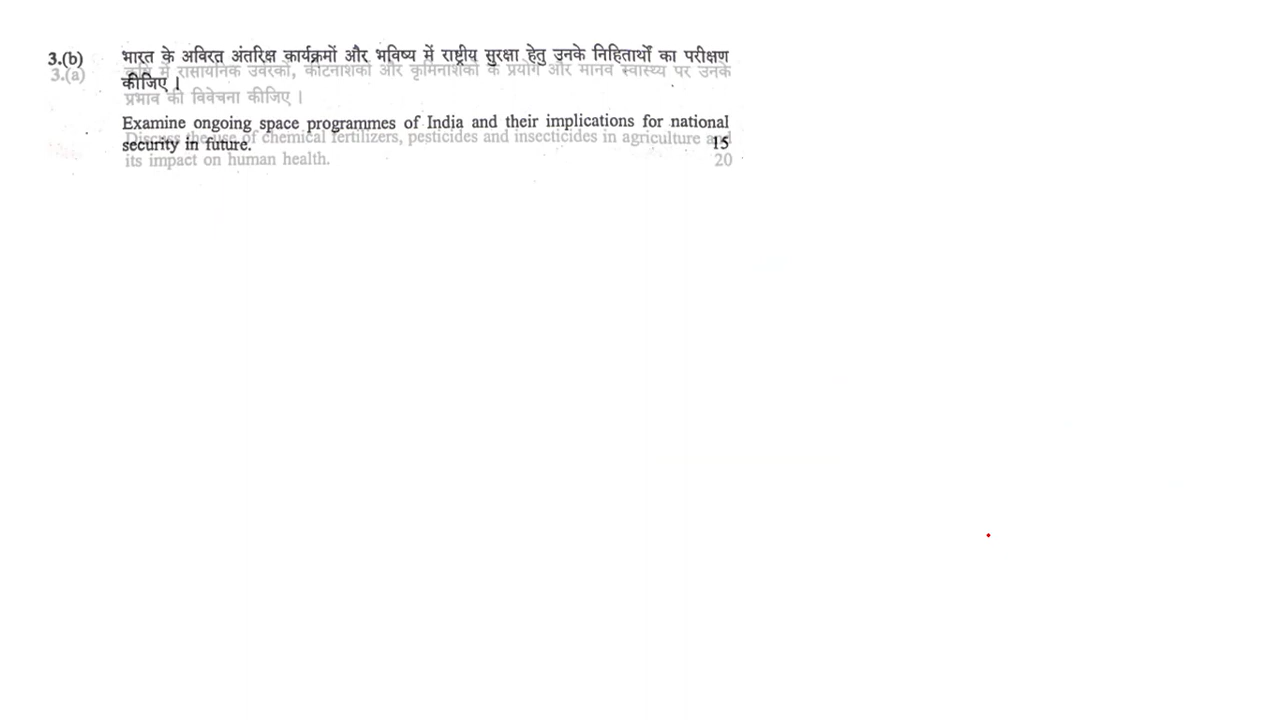 3.(b) भारत के अविरत अंतरिक्ष कार्यक्रमों और भविष्य में राष्ट्रीय सुरक्षा हेतु उनके निहितार्थों का परीक्षण
3.(a) कृषि में रासायनिक उर्वरकों, कीटनाशकों और कृमिनाशकों के प्रयोग और मानव स्वास्थ्य पर उनके
कीजिए ।
प्रभाव की विवेचना कीजिए ।
Examine ongoing space programmes of India and their implications for national
Discuss the use of chemical fertilizers, pesticides and insecticides in agriculture and
security in future. 15
its impact on human health. 20